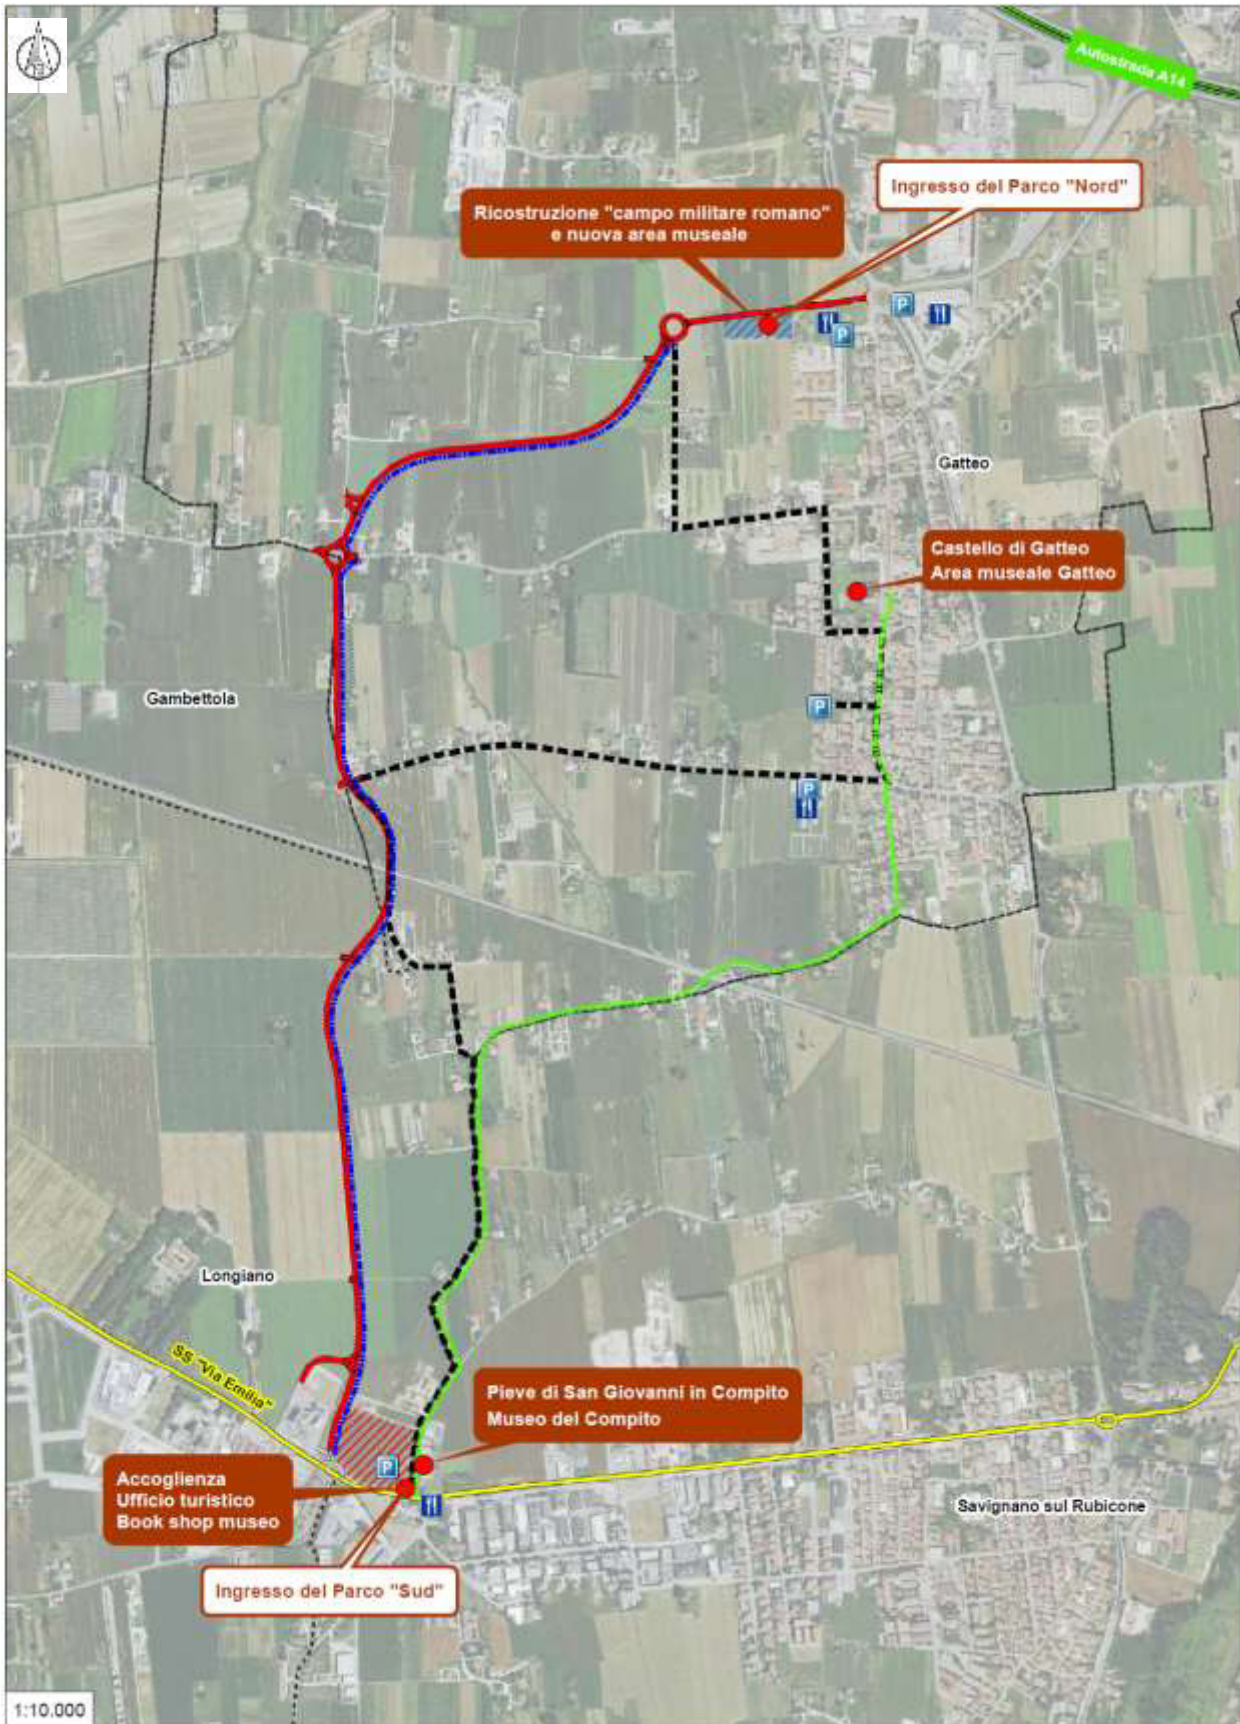 Autostrada A14
Ingresso del Parco "Nord"
Ricostruzione "campo militare romano"
e nuova area museale
P
P
Gatteo
Castello di Gatteo
Area museale Gatteo
Gambettola
P
P
Longiano
SS "Via Emilia"
Pieve di San Giovanni in Compito
Museo del Compito
P
Accoglienza
Ufficio turistico
Book shop museo
Savignano sul Rubicone
Ingresso del Parco "Sud"
1:10.000